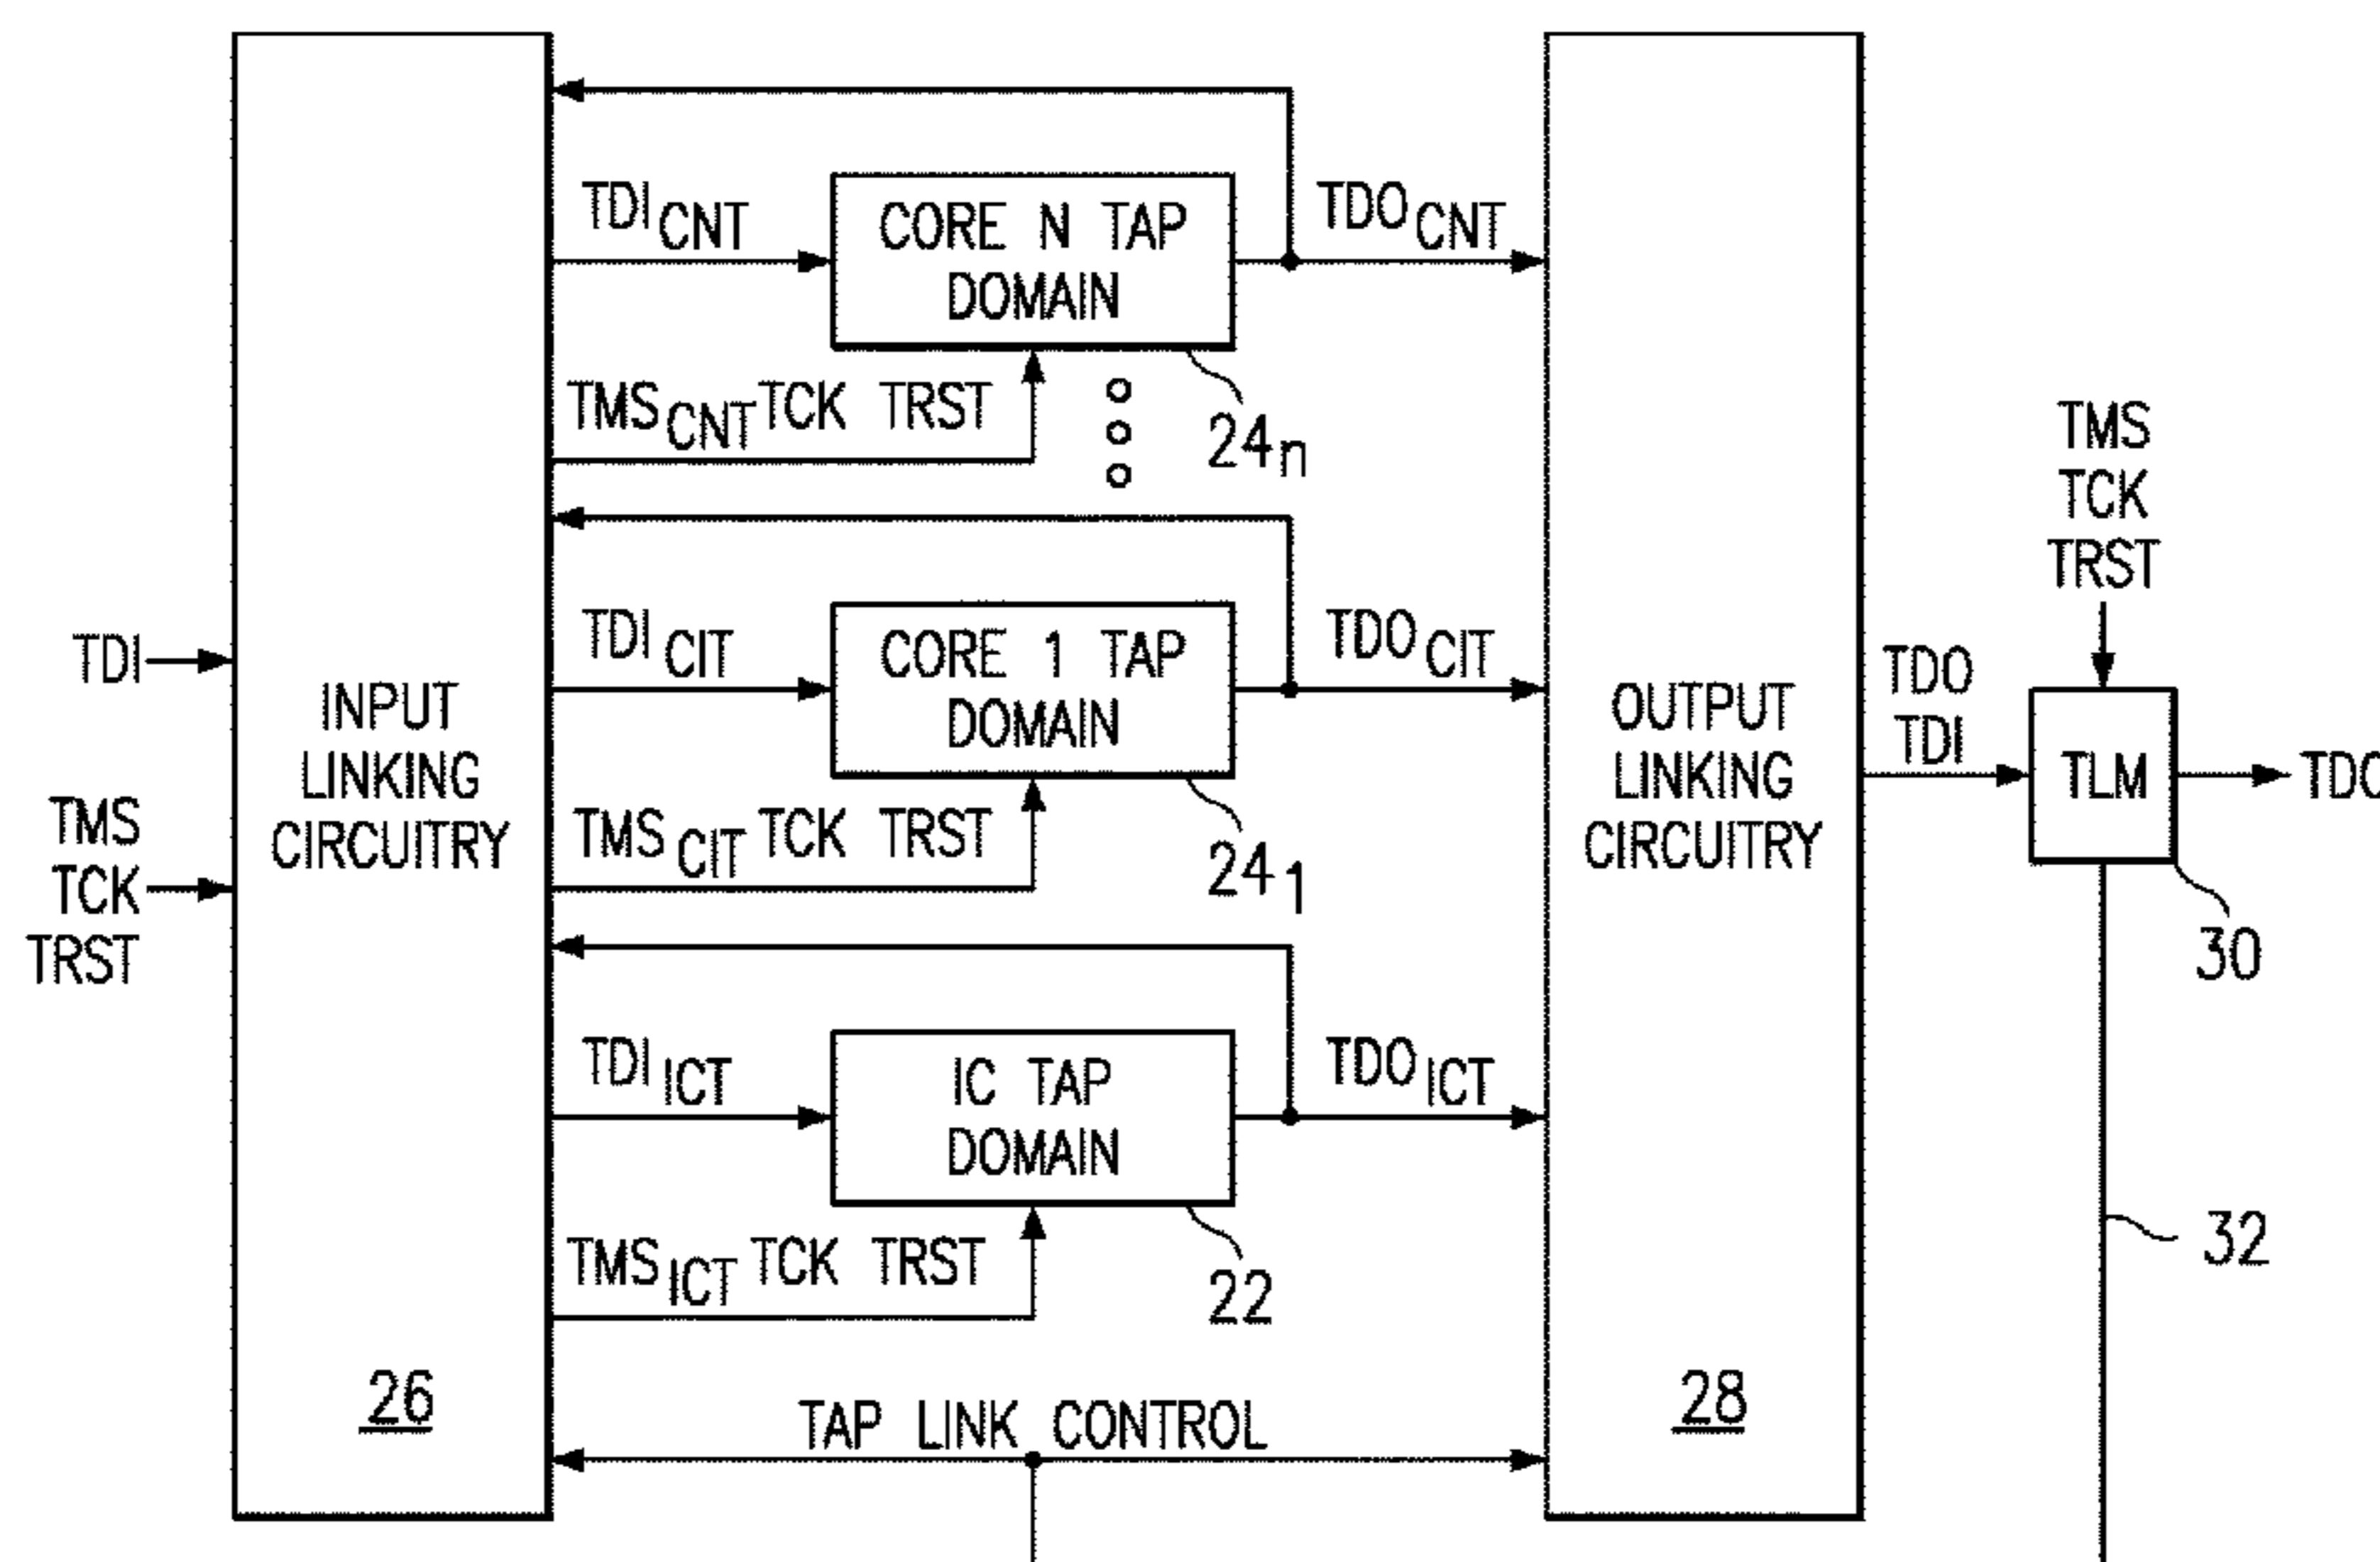 TDI CNT
CORE N TAP
DOMAIN
TDO CNT
TMS CNT TCK TRST
24n
TDI
TMS
TCK
TRST
INPUT
LINKING
CIRCUITRY
26
TDI CIT
CORE 1 TAP
DOMAIN
TDO CIT
TMS CIT TCK TRST
24 1
TDI ICT
IC TAP
DOMAIN
TDO ICT
TMS ICT TCK TRST
22
TAP LINK CONTROL
OUTPUT
LINKING
CIRCUITRY
28
TDO
TDI
TMS
TCK
TRST
TLM
TDO
30
32